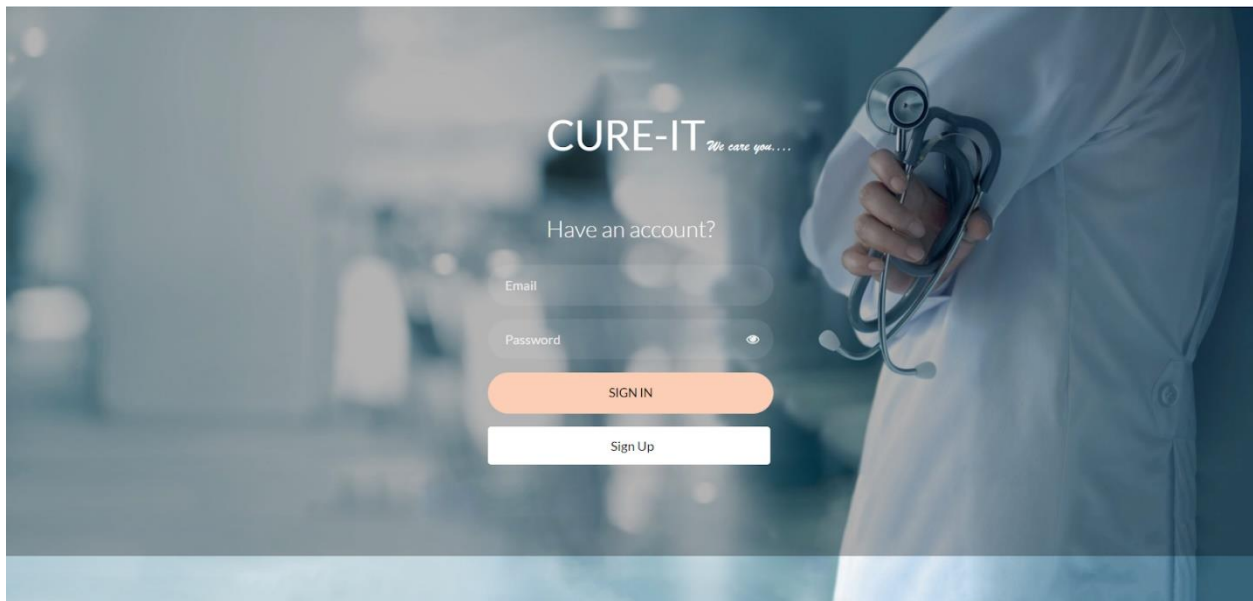 CURE-IT We care you....
Have an account?
Email
Password
SIGN IN
Sign Up